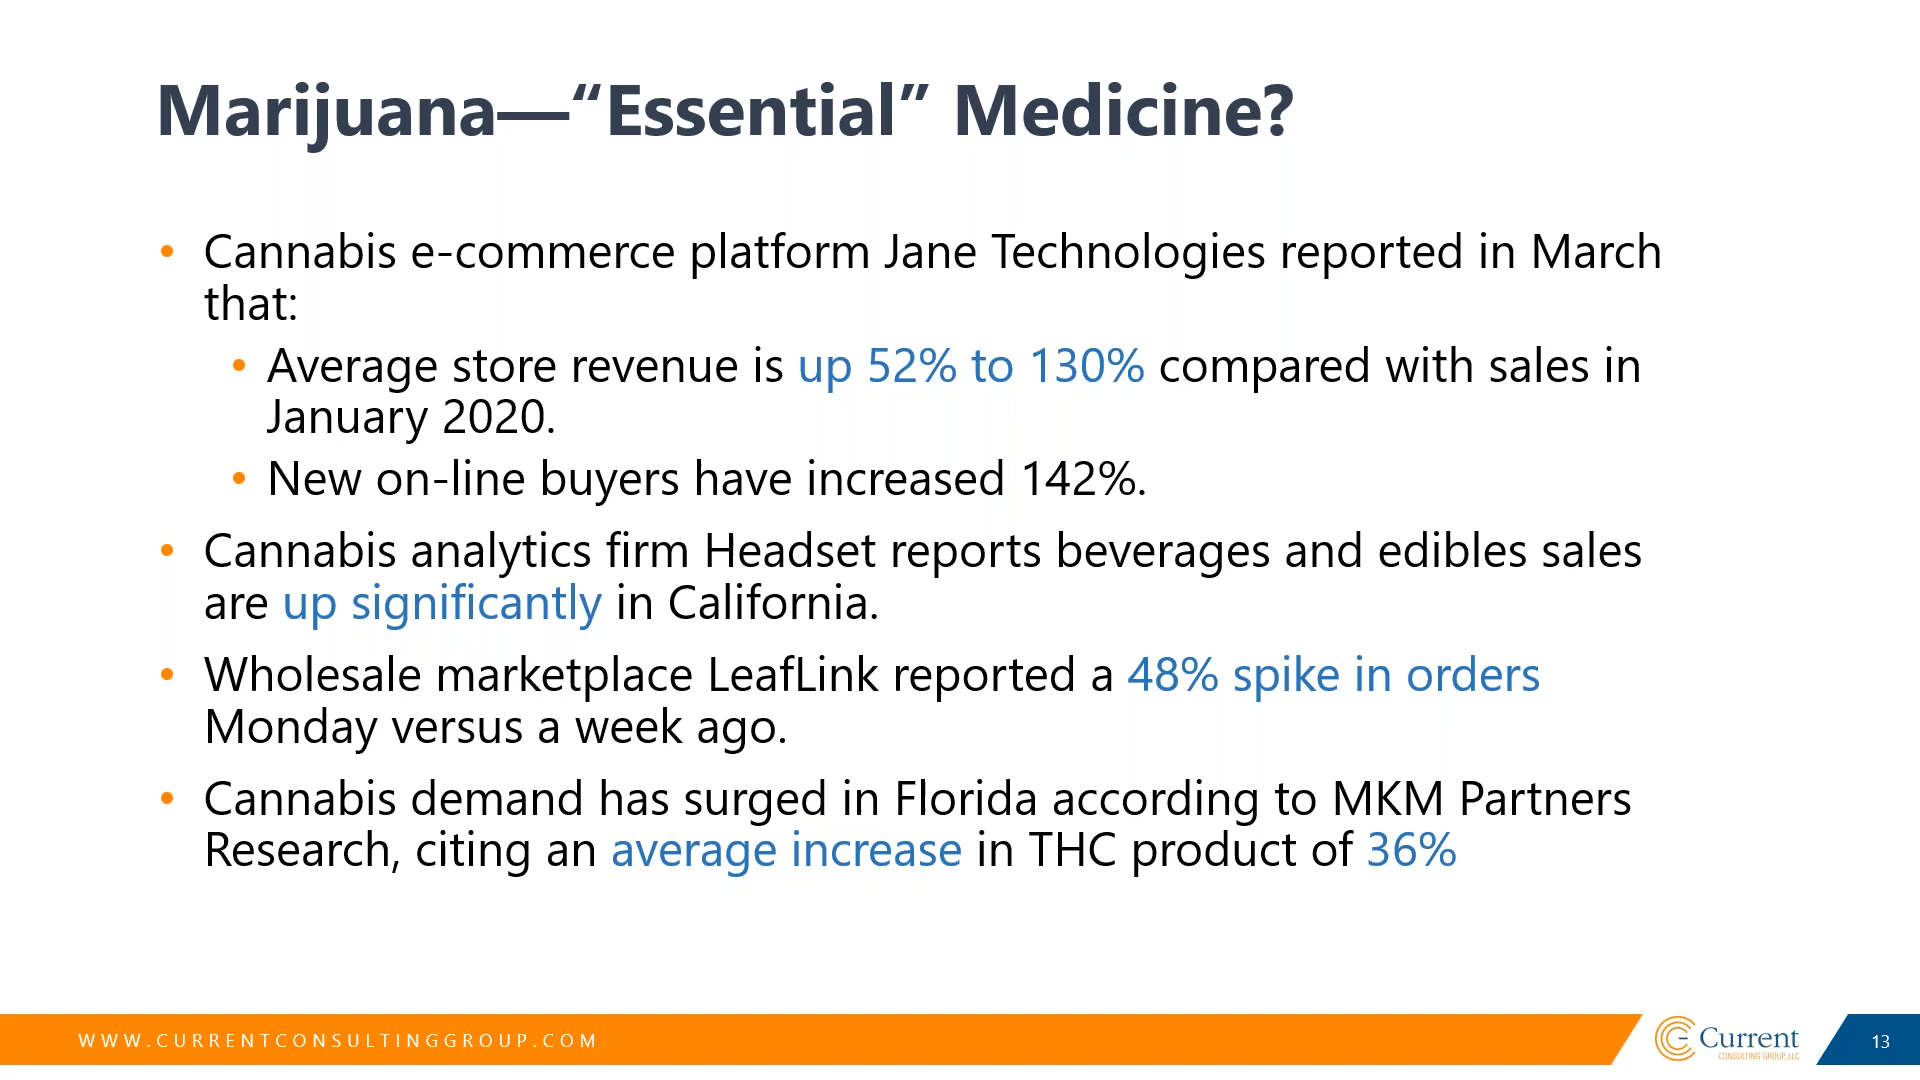 Marijuana—“Essential” Medicine?
• Cannabis e-commerce platform Jane Technologies reported in March
that:
• Average store revenue is up 52% to 130% compared with sales in
January 2020.
• New on-line buyers have increased 142%.
• Cannabis analytics firm Headset reports beverages and edibles sales
are up significantly in California.
• Wholesale marketplace LeafLink reported a 48% spike in orders
Monday versus a week ago.
• Cannabis demand has surged in Florida according to MKM Partners
Research, citing an average increase in THC product of 36%
WWW.CURRENTCONSULTINGGROUP.COM
Current
CONSULTING GROUP, LLC
13